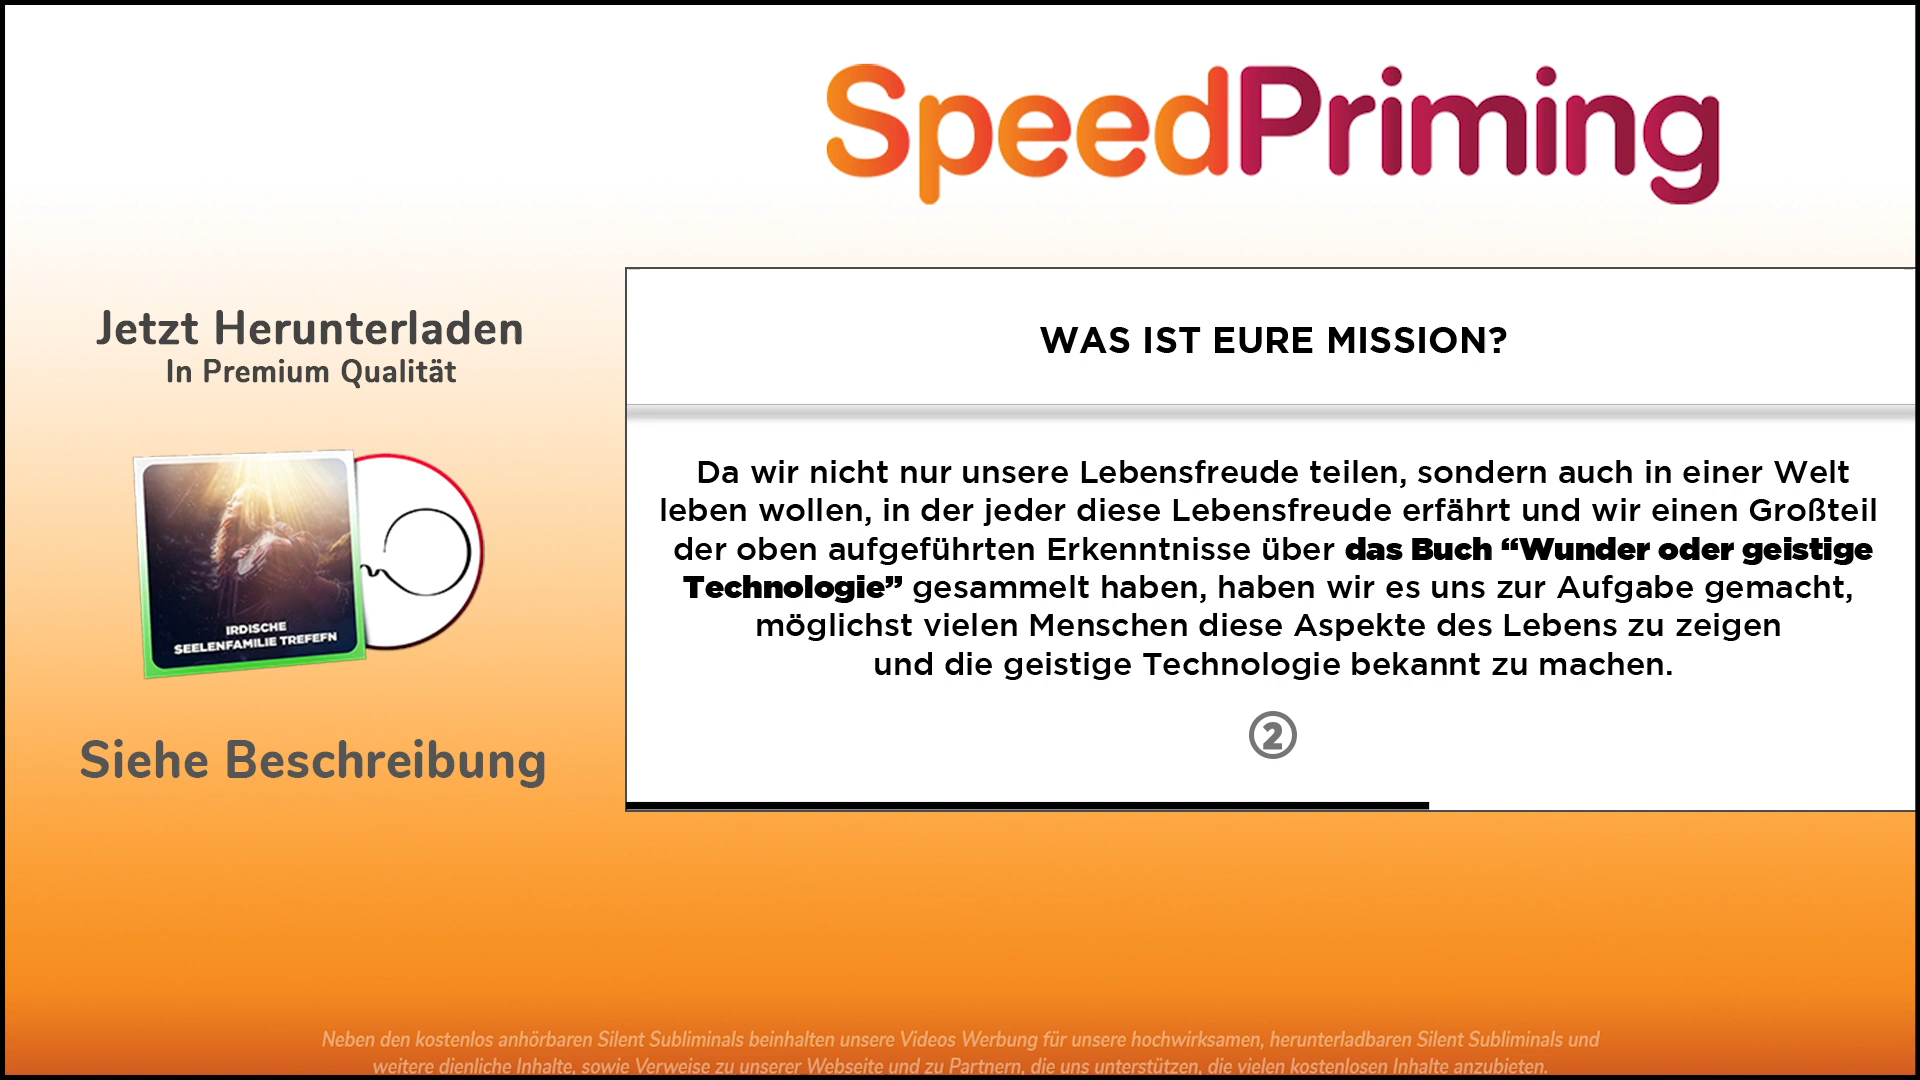 SpeedPriming
Jetzt Herunterladen
In Premium Qualität
IRDISCHE
SEELENFAMILIE TREFEFN
Siehe Beschreibung
WAS IST EURE MISSION?
Da wir nicht nur unsere Lebensfreude teilen, sondern auch in einer Welt
leben wollen, in der jeder diese Lebensfreude erfährt und wir einen Großteil
der oben aufgeführten Erkenntnisse über das Buch “Wunder oder geistige
Technologie” gesammelt haben, haben wir es uns zur Aufgabe gemacht,
möglichst vielen Menschen diese Aspekte des Lebens zu zeigen
und die geistige Technologie bekannt zu machen.
2
Neben den kostenlos anhörbaren Silent Subliminals beinhalten unsere Videos Werbung für unsere hochwirksamen, herunterladbaren Silent Subliminals und
weitere dienliche Inhalte, sowie Verweise zu unserer Webseite und zu Partnern, die uns unterstützen, die vielen kostenlosen Inhalte anzubieten.